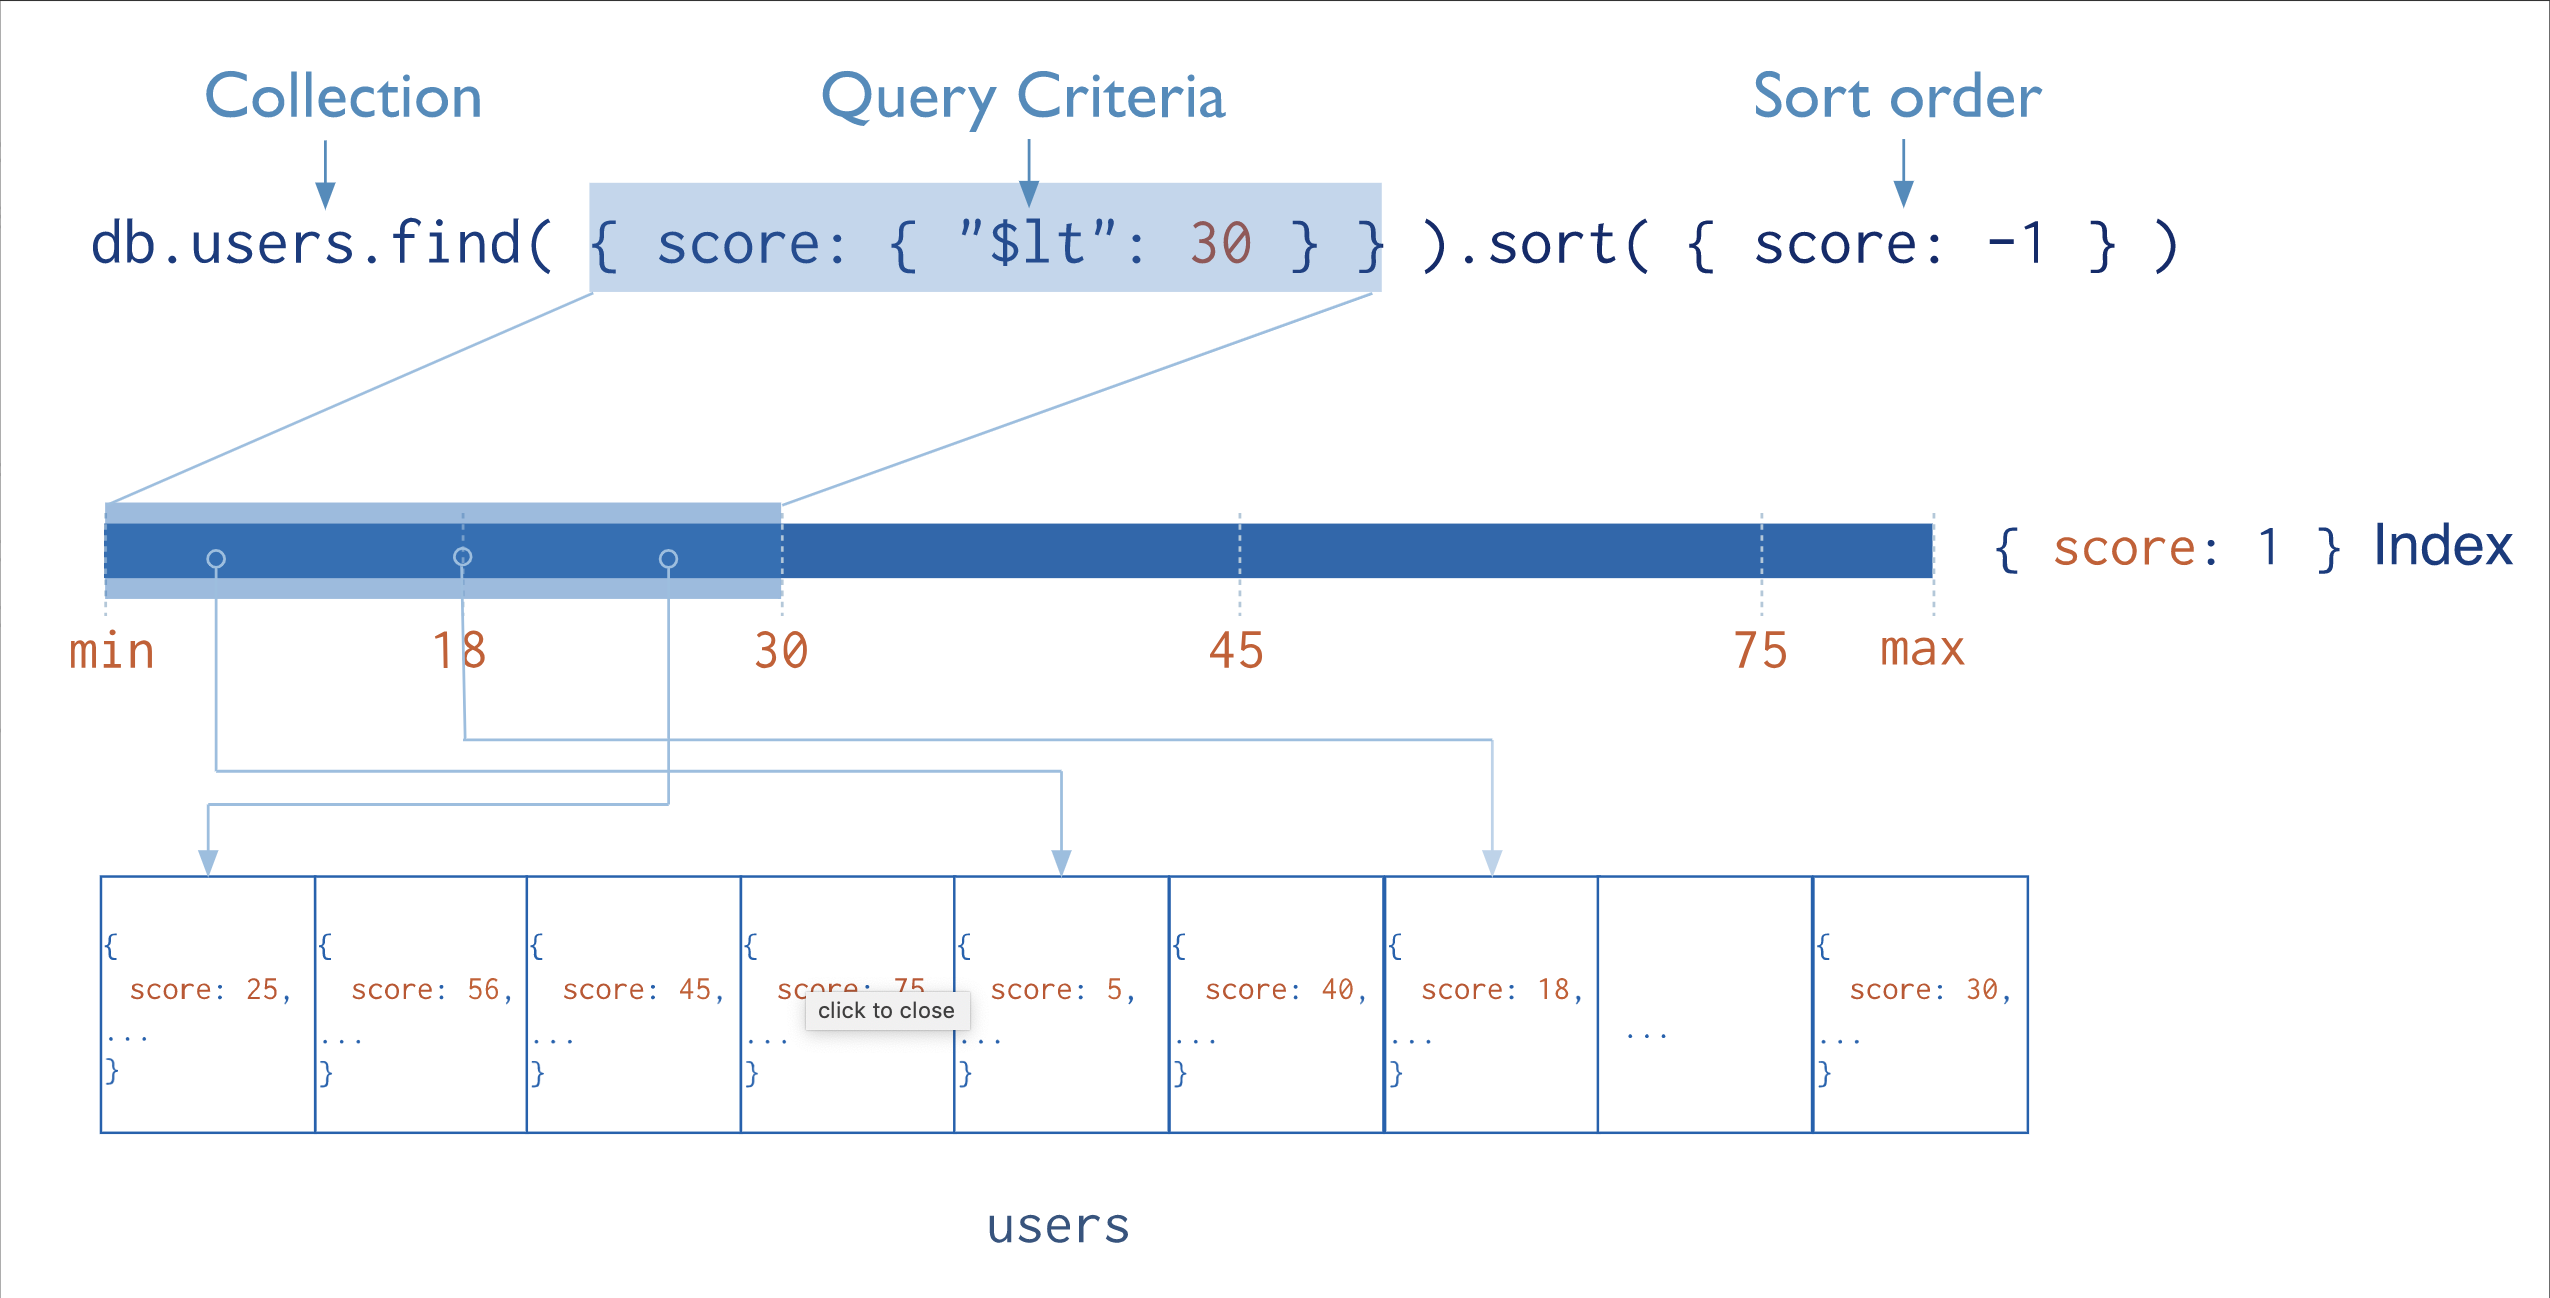 Collection Query Criteria Sort order
db.users.find( { score: { "$lt": 30 } } ).sort( { score: -1 } )
{ score: 1 } Index
min 18 30 45 75 max
{ { { { { { { {
score: 25, score: 56, score: 45, score: 75 score: 5, score: 40, score: 18, score: 30,
click to close
... ... ... ... ... ... ... ... ...
} } } } } } } }
users